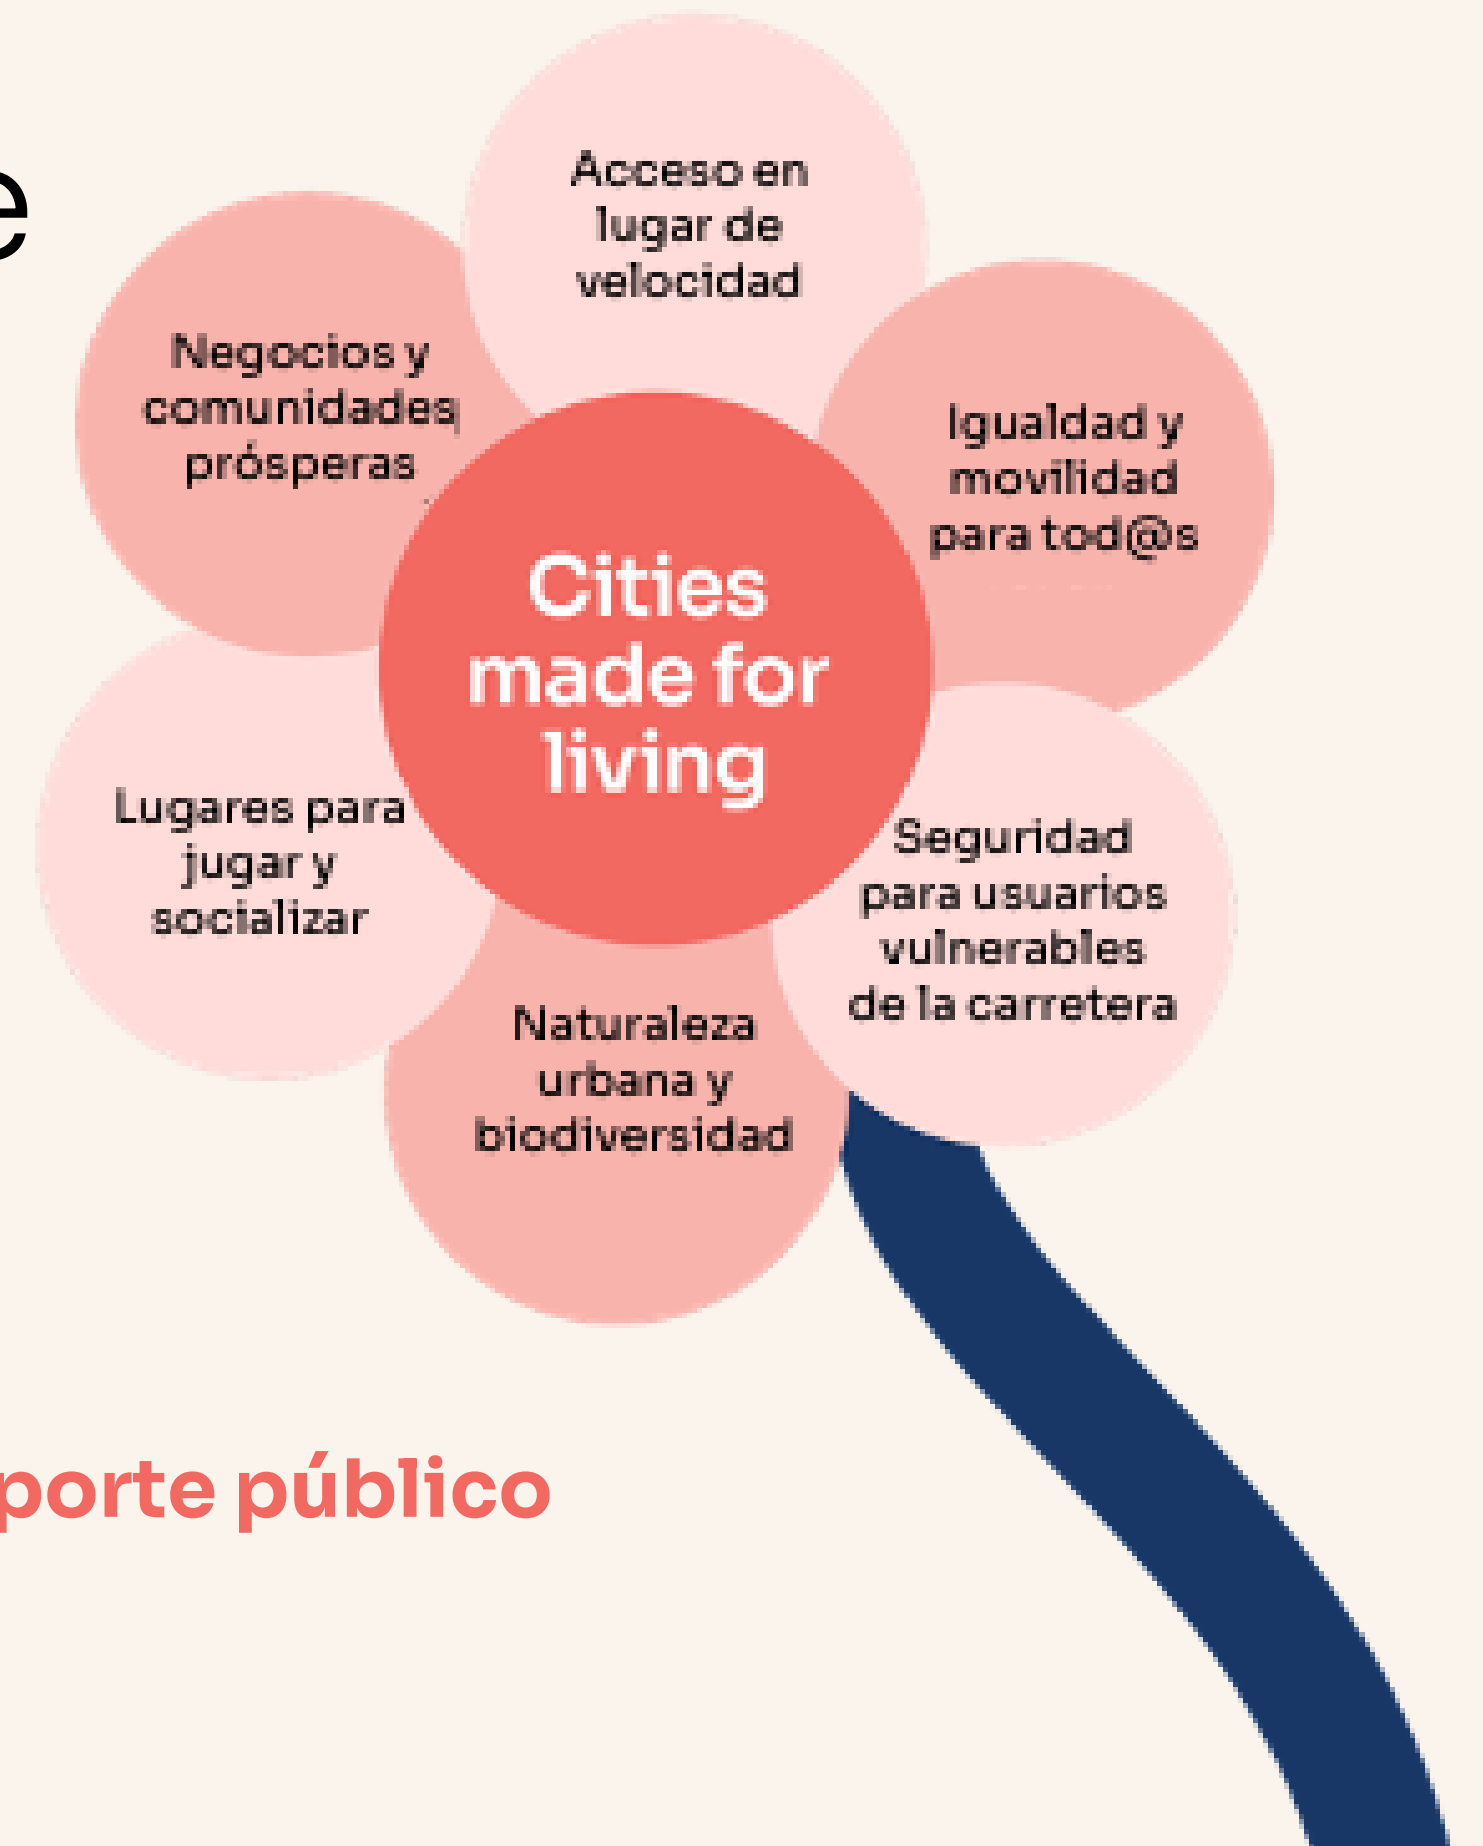 e
Acceso en
lugar de
velocidad
Negocios y
comunidades
prósperas
Igualdad y
movilidad
para tod@s
Cities
made for
living
Lugares para
jugar y
socializar
Seguridad
para usuarios
vulnerables
de la carretera
Naturaleza
urbana y
biodiversidad
porte público